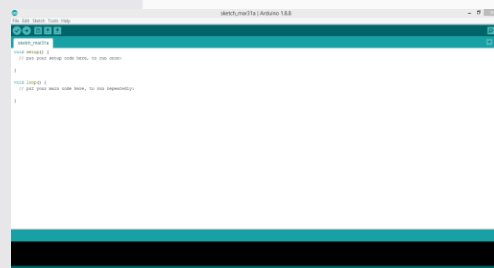 sketch_mar31a | Arduino 1.8.8
File Edit Sketch Tools Help
sketch_mar31a
void setup() {
// put your setup code here, to run once:
}
void loop() {
// put your main code here, to run repeatedly:
}